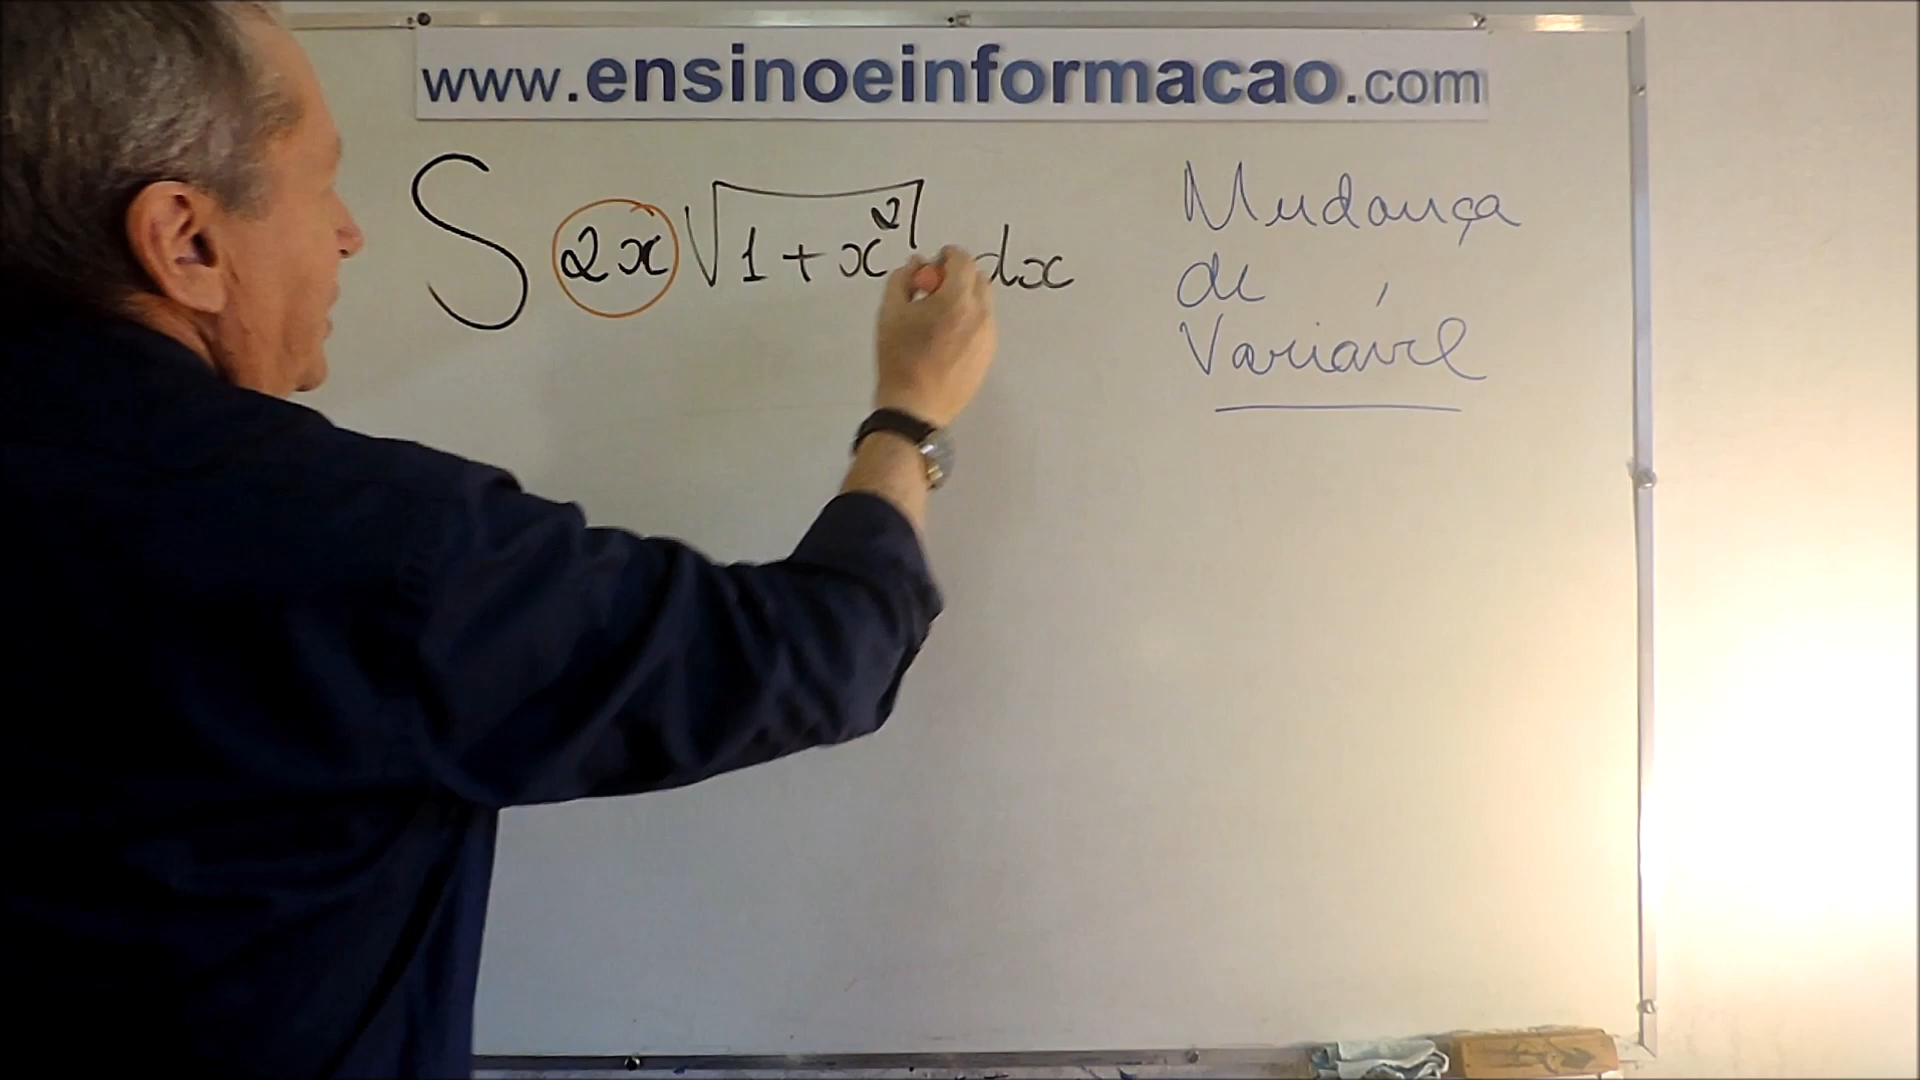 www.ensinoeinformacao.com
∫ 2x √1+x² dx
Mudança
de
Variável